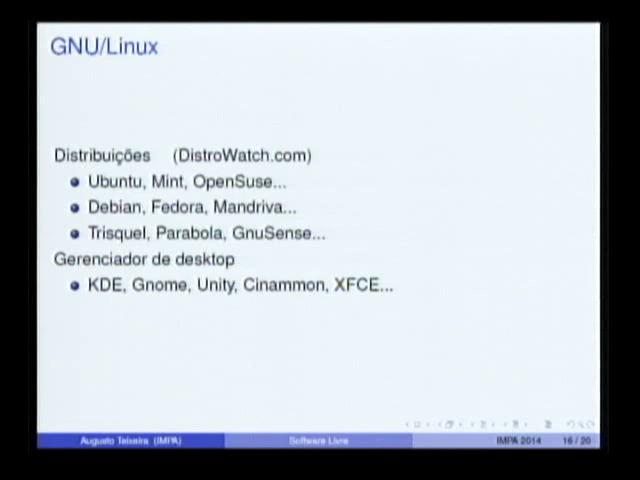 GNU/Linux
Distribuições (DistroWatch.com)
Ubuntu, Mint, OpenSuse...
Debian, Fedora, Mandriva...
Trisquel, Parabola, GnuSense...
Gerenciador de desktop
KDE, Gnome, Unity, Cinammon, XFCE...
Augusto Teixeira (IMPA) Software Livre IMPA 2014 16 / 20